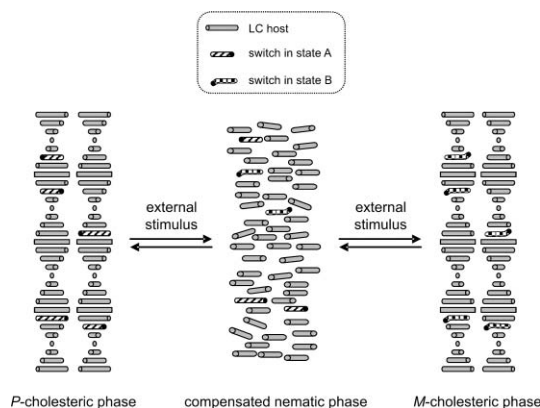 LC host
switch in state A
switch in state B
external
stimulus
external
stimulus
P-cholesteric phase
compensated nematic phase
M-cholesteric phase